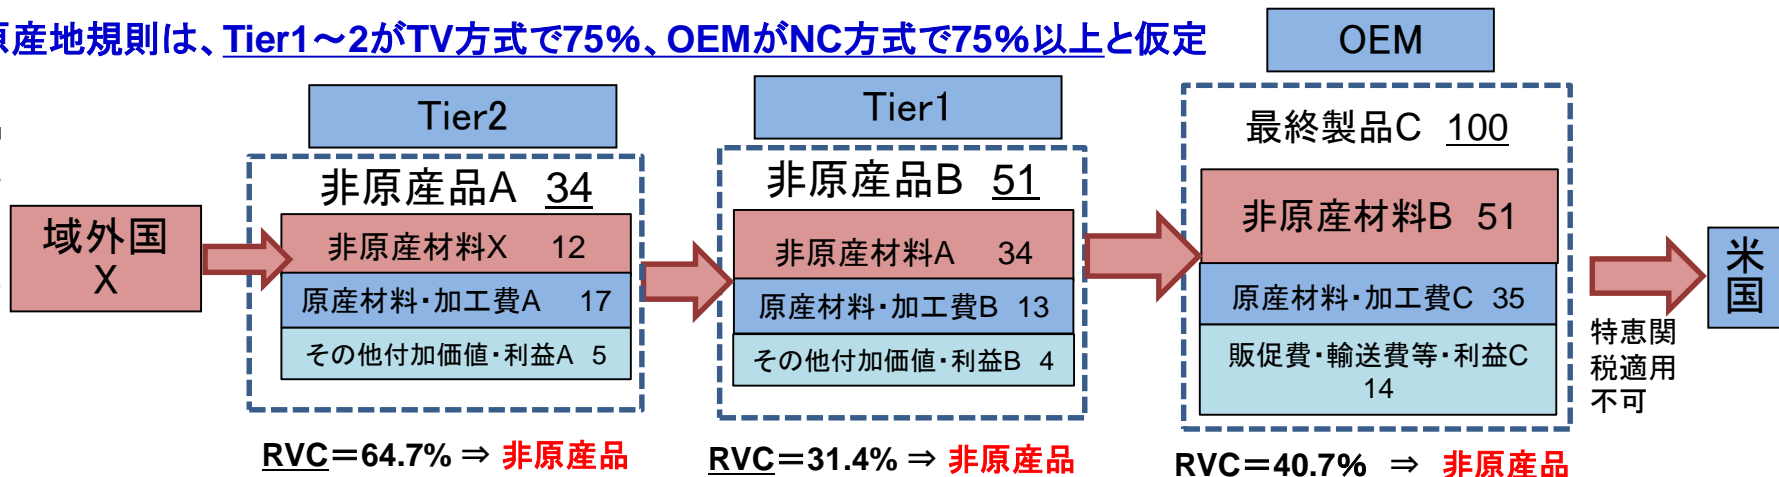 原産地規則は、Tier1～2がTV方式で75%、OEMがNC方式で75%以上と仮定
OEM
Tier2
Tier1
最終製品C 100
非原産品A 34
非原産品B 51
域外国
X
非原産材料X 12
原産材料・加工費A 17
その他付加価値・利益A 5
非原産材料A 34
原産材料・加工費B 13
その他付加価値・利益B 4
非原産材料B 51
原産材料・加工費C 35
販促費・輸送費等・利益C
14
米
国
特恵関
税適用
不可
RVC＝64.7% ⇒ 非原産品
RVC＝31.4% ⇒ 非原産品
RVC＝40.7% ⇒ 非原産品